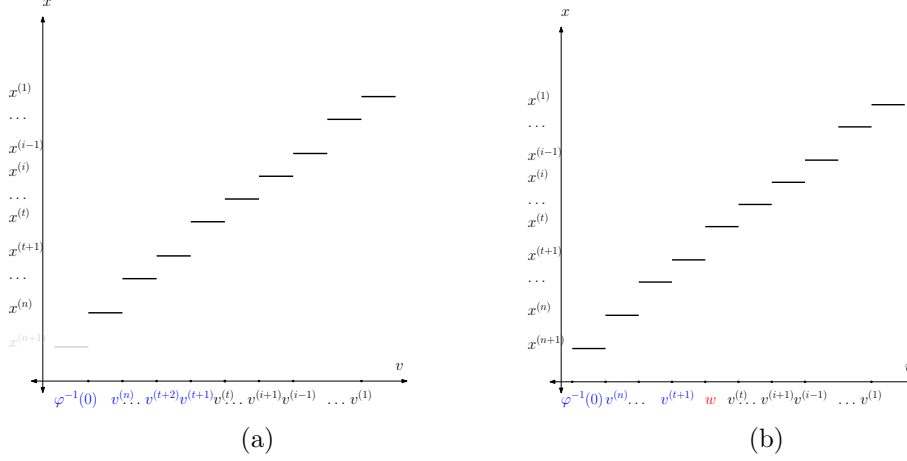 x
x^{(1)}
...
x^{(i−1)}
x^{(i)}
...
x^{(t)}
x^{(t+1)}
...
x^{(n)}
x^{(n+1)}
v
φ^{−1}(0) v^{(n)}... v^{(t+2)} v^{(t+1)} v^{(t)}... v^{(i+1)} v^{(i−1)} ... v^{(1)}
(a)
x
x^{(1)}
...
x^{(i−1)}
x^{(i)}
...
x^{(t)}
x^{(t+1)}
...
x^{(n)}
x^{(n+1)}
v
φ^{−1}(0) v^{(n)}... v^{(t+1)} w v^{(t)}... v^{(i+1)} v^{(i−1)} ... v^{(1)}
(b)